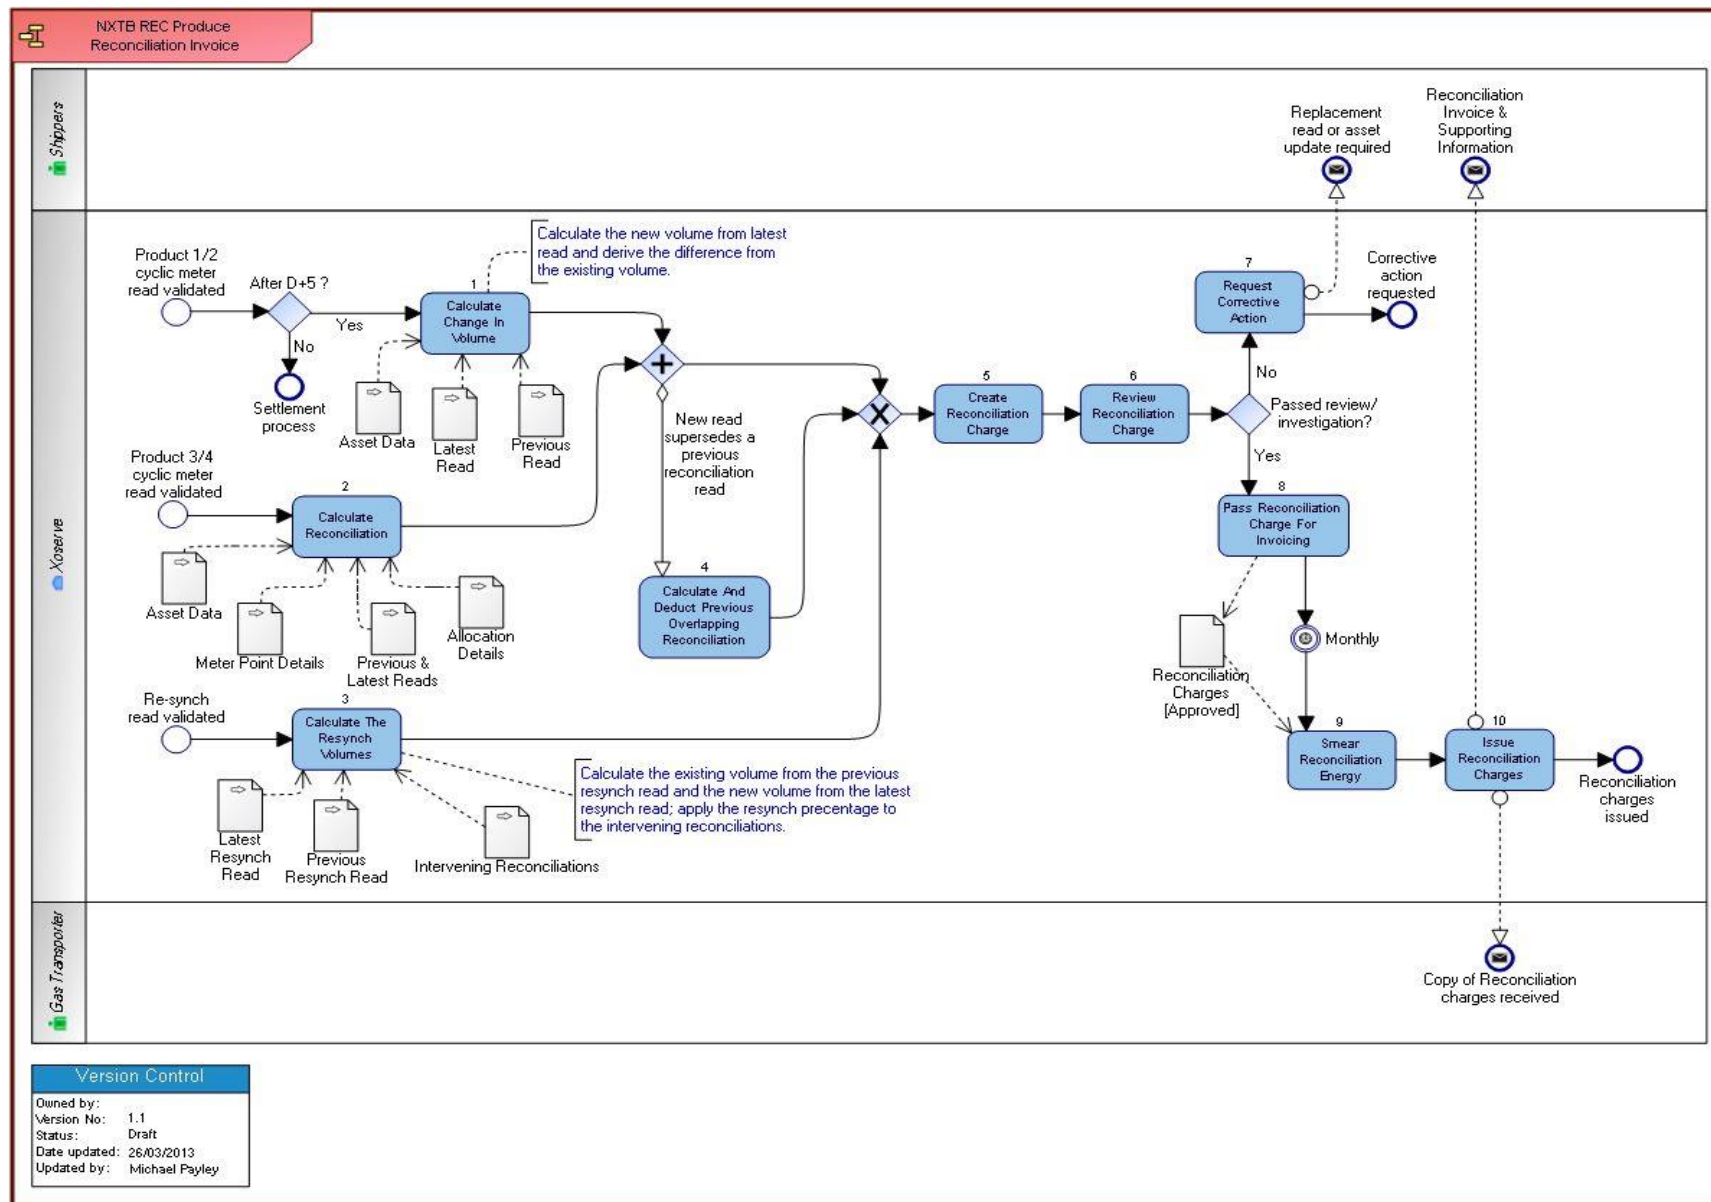 NXTB REC Produce
Reconciliation Invoice
Shippers
Replacement
read or asset
update required
Reconciliation
Invoice &
Supporting
Information
Xoserve
Product 1/2
cyclic meter
read validated
After D+5 ?
Yes
No
Settlement
process
1
Calculate
Change In
Volume
Calculate the new volume from latest
read and derive the difference from
the existing volume.
Asset Data
Latest
Read
Previous
Read
Product 3/4
cyclic meter
read validated
2
Calculate
Reconciliation
Asset Data
Meter Point Details
Previous &
Latest Reads
Allocation
Details
Re-synch
read validated
3
Calculate The
Resynch
Volumes
Latest
Resynch
Read
Previous
Resynch Read
Intervening Reconciliations
Calculate the existing volume from the previous
resynch read and the new volume from the latest
resynch read; apply the resynch precentage to
the intervening reconciliations.
New read
supersedes a
previous
reconciliation
read
4
Calculate And
Deduct Previous
Overlapping
Reconciliation
5
Create
Reconciliation
Charge
6
Review
Reconciliation
Charge
Passed review/
investigation?
No
Yes
7
Request
Corrective
Action
Corrective
action
requested
8
Pass Reconciliation
Charge For
Invoicing
Monthly
Reconciliation
Charges
[Approved]
9
Smear
Reconciliation
Energy
10
Issue
Reconciliation
Charges
Reconciliation
charges
issued
Gas Transporter
Copy of Reconciliation
charges received
Version Control
Owned by:
Version No: 1.1
Status: Draft
Date updated: 26/03/2013
Updated by: Michael Payley